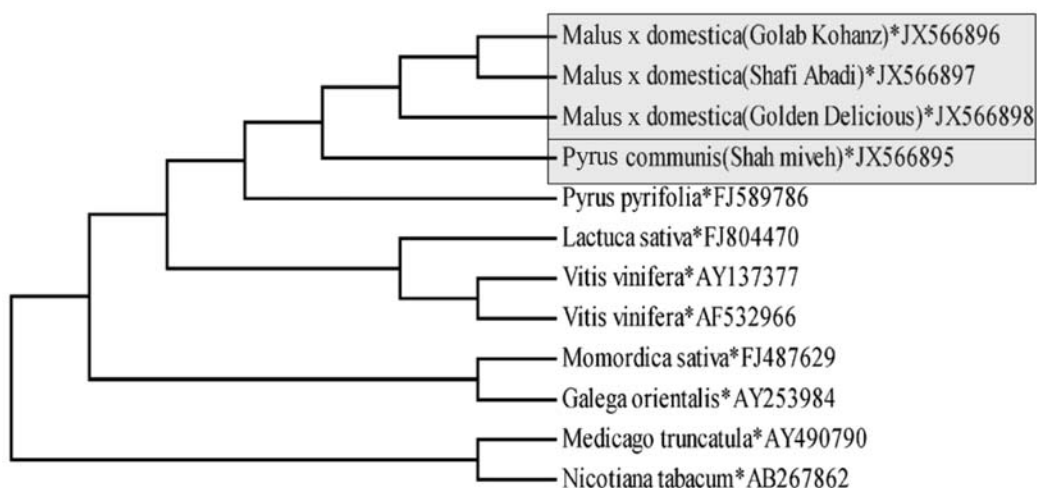 Malus x domestica(Golab Kohanz)*JX566896
Malus x domestica(Shafi Abadi)*JX566897
Malus x domestica(Golden Delicious)*JX566898
Pyrus communis(Shah miveh)*JX566895
Pyrus pyrifolia*FJ589786
Lactuca sativa*FJ804470
Vitis vinifera*AY137377
Vitis vinifera*AF532966
Momordica sativa*FJ487629
Galega orientalis*AY253984
Medicago truncatula*AY490790
Nicotiana tabacum*AB267862